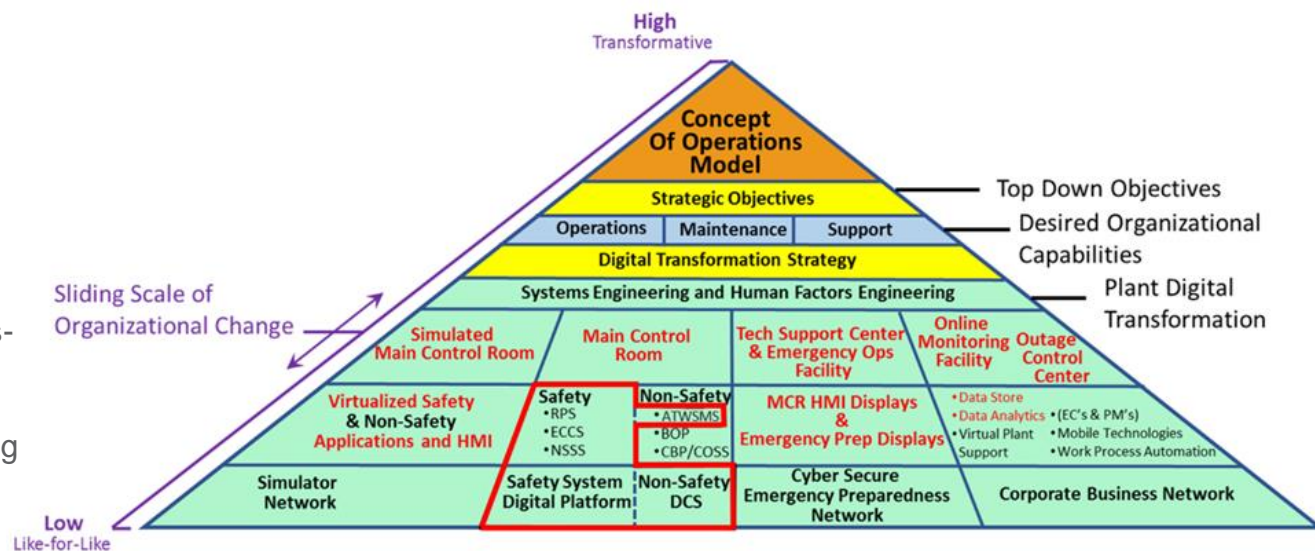 High
Transformative
Concept
Of Operations
Model
Strategic Objectives
Top Down Objectives
Operations Maintenance Support
Desired Organizational
Capabilities
Digital Transformation Strategy
Systems Engineering and Human Factors Engineering
Plant Digital
Transformation
Sliding Scale of
Organizational Change
s-
g
Simulated
Main Control Room
Main Control
Room
Tech Support Center
& Emergency Ops
Facility
Online
Monitoring
Facility
Outage
Control
Center
Virtualized Safety
& Non-Safety
Applications and HMI
Safety
•RPS
•ECCS
•NSSS
Non-Safety
•ATWSMS
•BOP
•CBP/COSS
MCR HMI Displays
&
Emergency Prep Displays
•Data Store
•Data Analytics
•Virtual Plant
Support
•(EC's & PM's)
•Mobile Technologies
•Work Process Automation
Simulator
Network
Safety System
Digital Platform
Non-Safety
DCS
Cyber Secure
Emergency Preparedness
Network
Corporate Business Network
Low
Like-for-Like